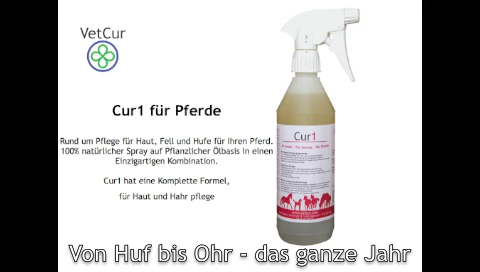 VetCur
Cur1 für Pferde
Rund um Pflege für Haut, Fell und Hufe für Ihren Pferd.
100% natürlicher Spray auf Pflanzlicher Ölbasis in einen
Einzigartigen Kombination.
Cur1 hat eine Komplette Formel,
für Haut und Hahr pflege
Cur1
Von Huf bis Ohr - das ganze Jahr